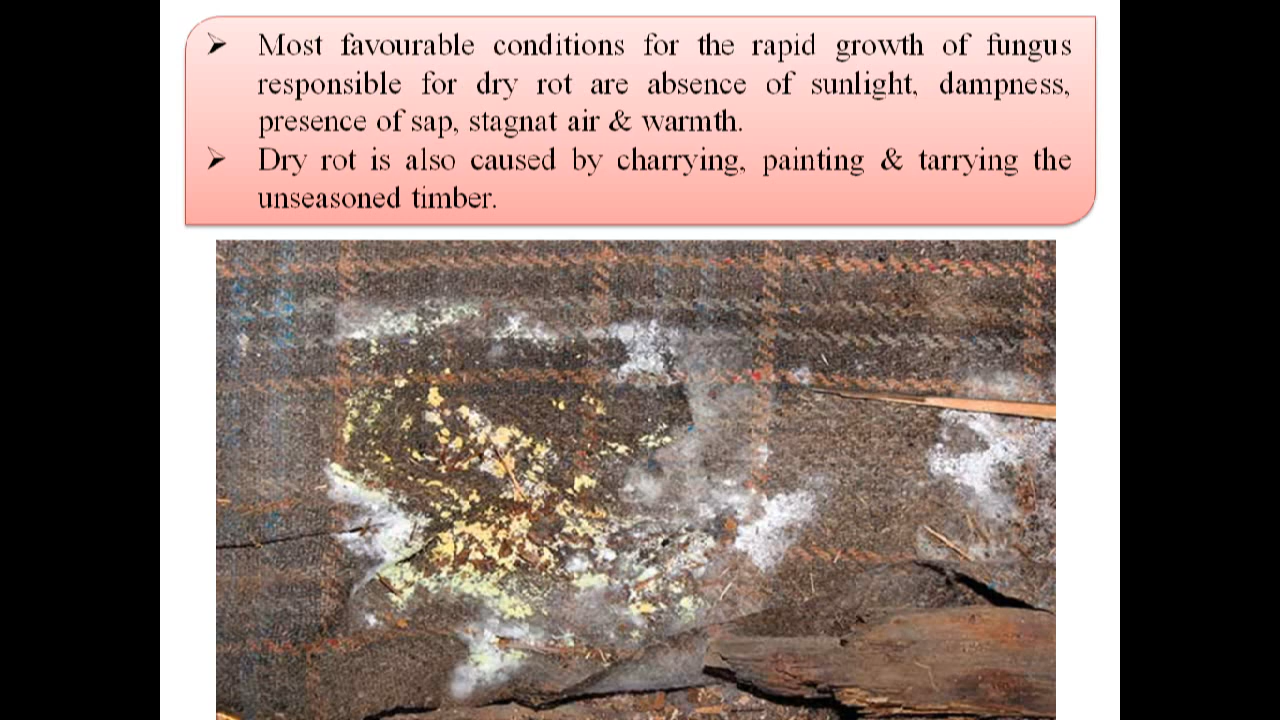 ➢ Most favourable conditions for the rapid growth of fungus
responsible for dry rot are absence of sunlight, dampness,
presence of sap, stagnat air & warmth.
➢ Dry rot is also caused by charrying, painting & tarrying the
unseasoned timber.